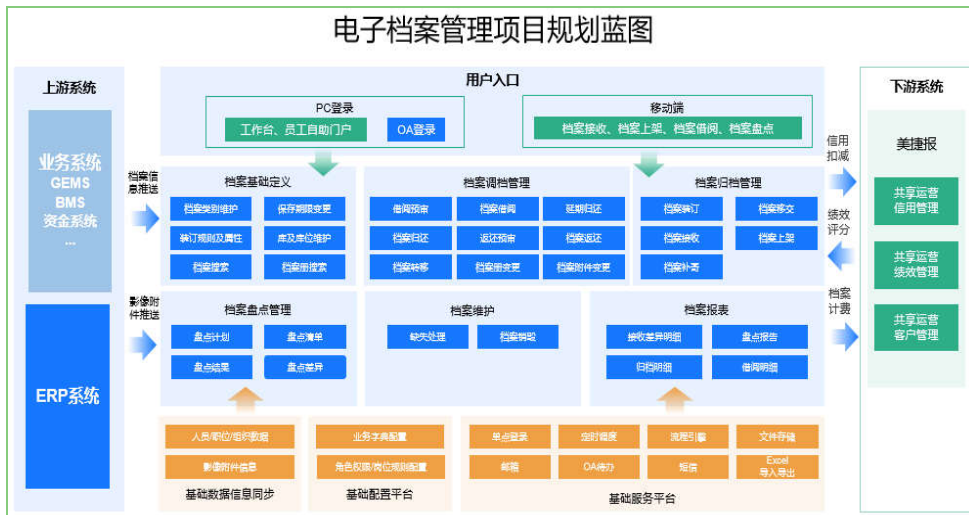 电子档案管理项目规划蓝图
上游系统
业务系统
GEMS
BMS
资金系统
...
ERP系统
档案信
息推送
影像附
件推送
用户入口
PC登录
工作台、员工自助门户
OA登录
移动端
档案接收、档案上架、档案借阅、档案盘点
档案基础定义
档案类别维护
保存期限变更
装订规则及属性
库及库位维护
档案搜索
档案册搜索
档案调档管理
借阅预审
档案借阅
延期归还
档案归还
返还预审
档案返还
档案转移
档案册变更
档案附件变更
档案归档管理
档案装订
档案移交
档案接收
档案上架
档案补寄
档案盘点管理
盘点计划
盘点清单
盘点结果
盘点差异
档案维护
缺失处理
档案销毁
档案报表
接收差异明细
盘点报告
归档明细
借阅明细
人员/职位/组织数据
影像附件信息
基础数据信息同步
业务字典配置
角色权限/岗位规则配置
基础配置平台
单点登录
定时调度
流程引擎
文件存储
邮箱
OA待办
短信
Excel
导入导出
基础服务平台
信用
扣减
绩效
评分
档案
计费
下游系统
美捷报
共享运营
信用管理
共享运营
绩效管理
共享运营
客户管理